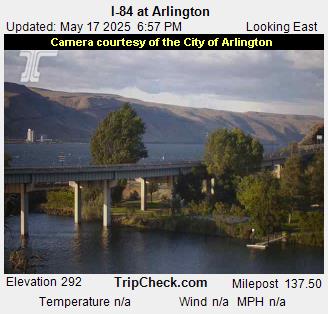 I-84 at Arlington
Updated: May 17 2025 6:57 PM Looking East
Camera courtesy of the City of Arlington
Elevation 292 TripCheck.com Milepost 137.50
Temperature n/a Wind n/a MPH n/a